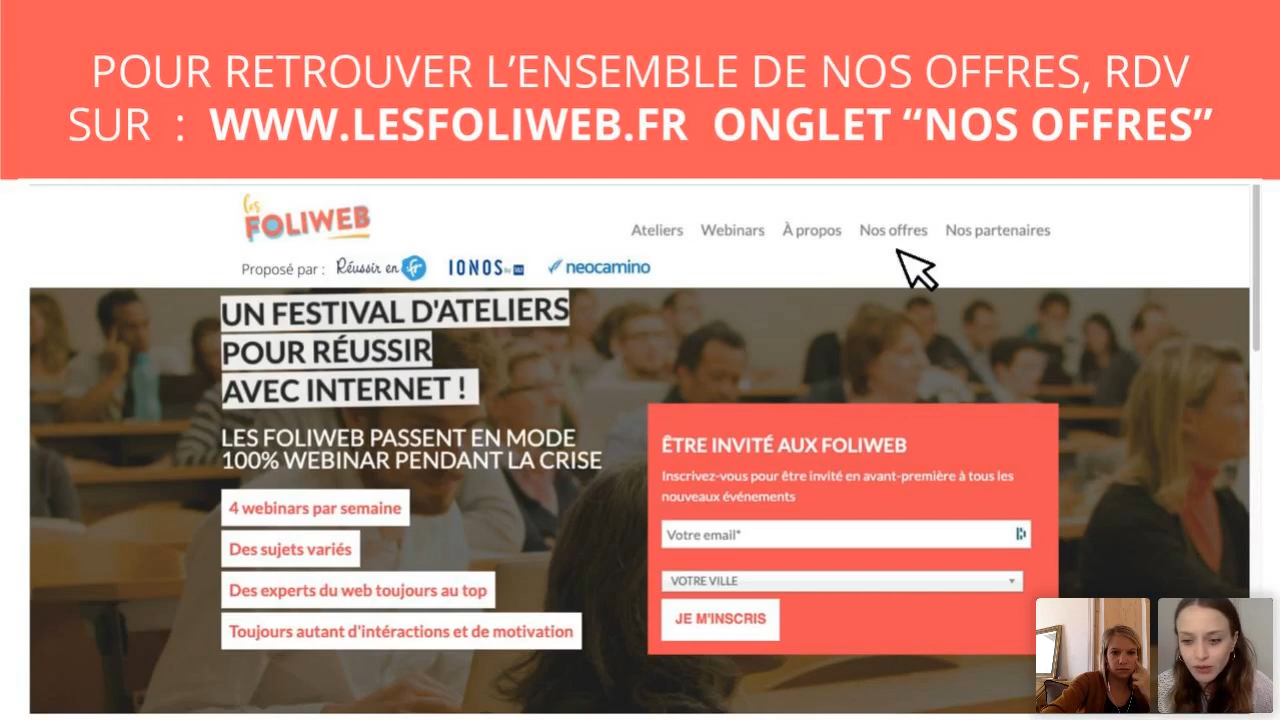 POUR RETROUVER L’ENSEMBLE DE NOS OFFRES, RDV
SUR : WWW.LESFOLIWEB.FR ONGLET “NOS OFFRES”
les
FOLIWEB
Ateliers Webinars À propos Nos offres Nos partenaires
Proposé par : Réussir en fr IONOS neocamino
UN FESTIVAL D'ATELIERS
POUR RÉUSSIR
AVEC INTERNET !
LES FOLIWEB PASSENT EN MODE
100% WEBINAR PENDANT LA CRISE
4 webinars par semaine
Des sujets variés
Des experts du web toujours au top
Toujours autant d'intéractions et de motivation
ÊTRE INVITÉ AUX FOLIWEB
Inscrivez-vous pour être invité en avant-première à tous les
nouveaux événements
Votre email*
VOTRE VILLE
JE M'INSCRIS